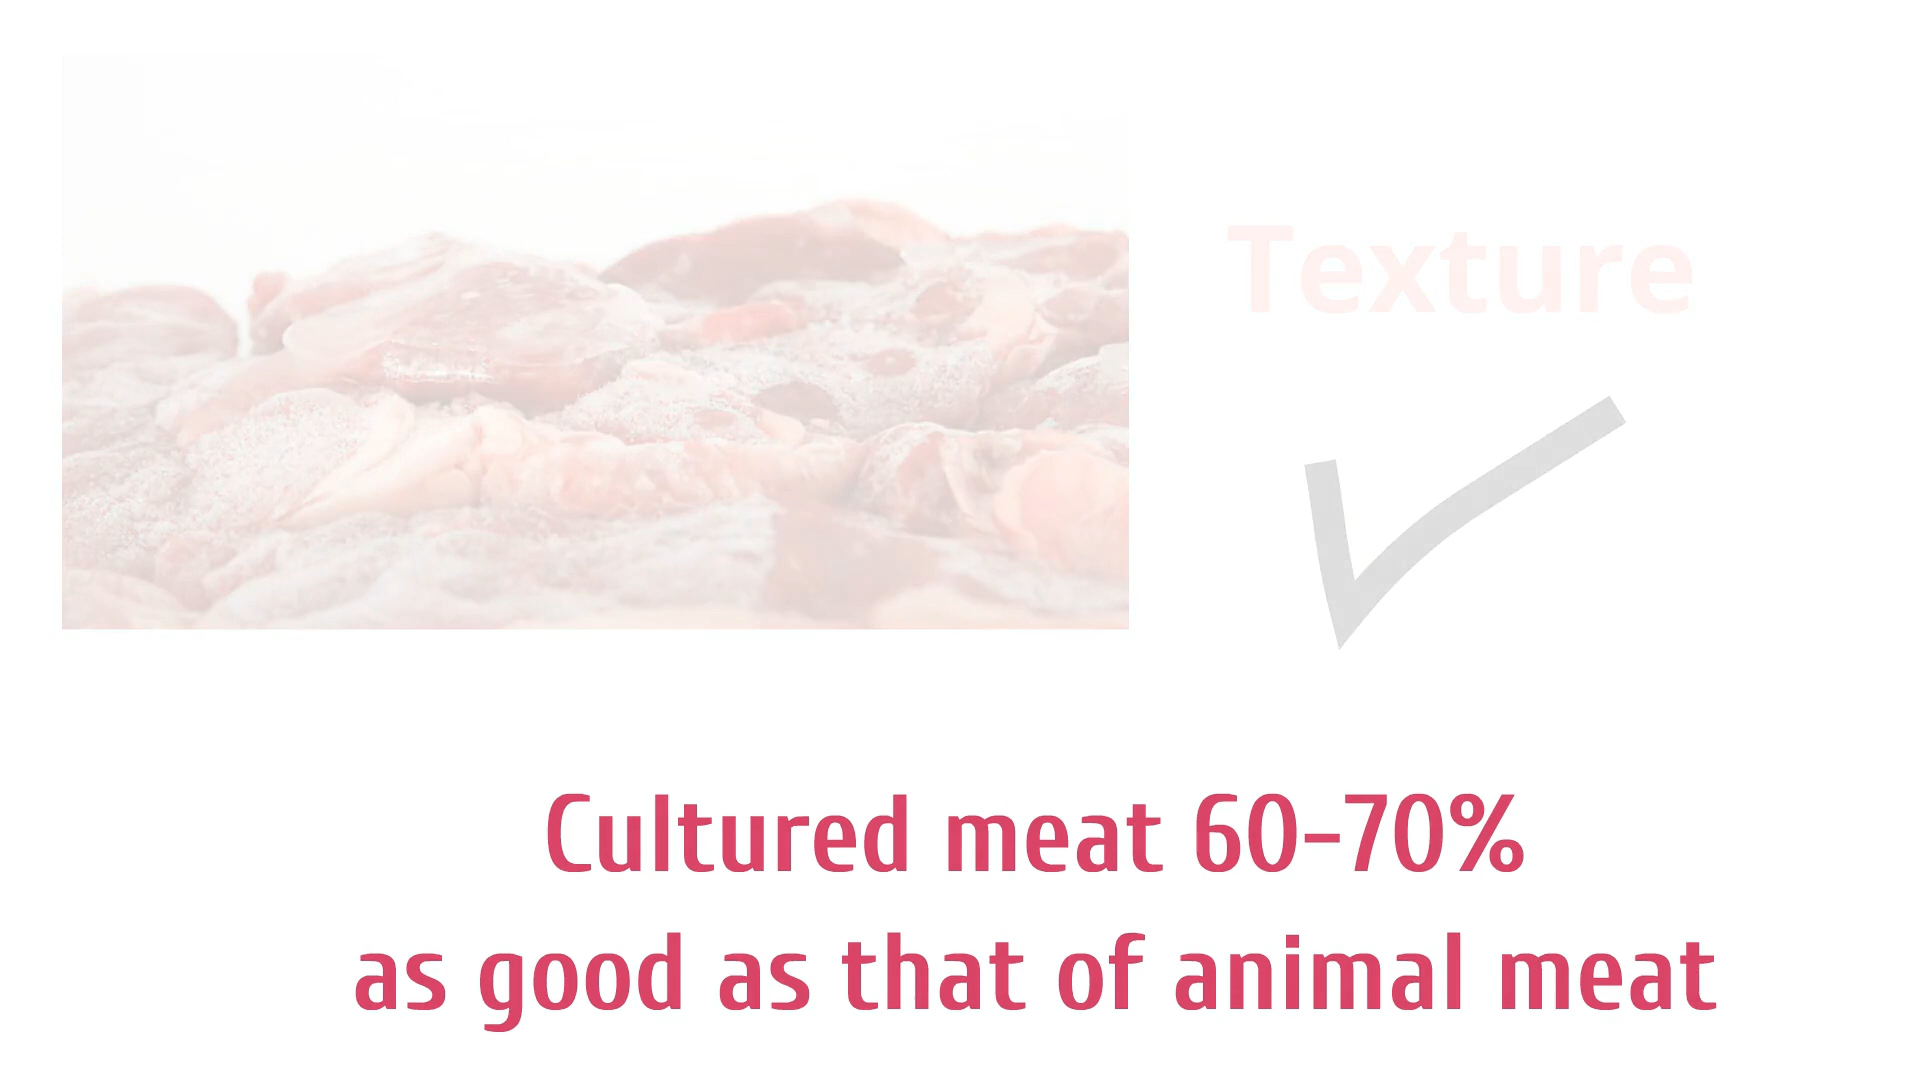 Texture
Cultured meat 60-70%
as good as that of animal meat